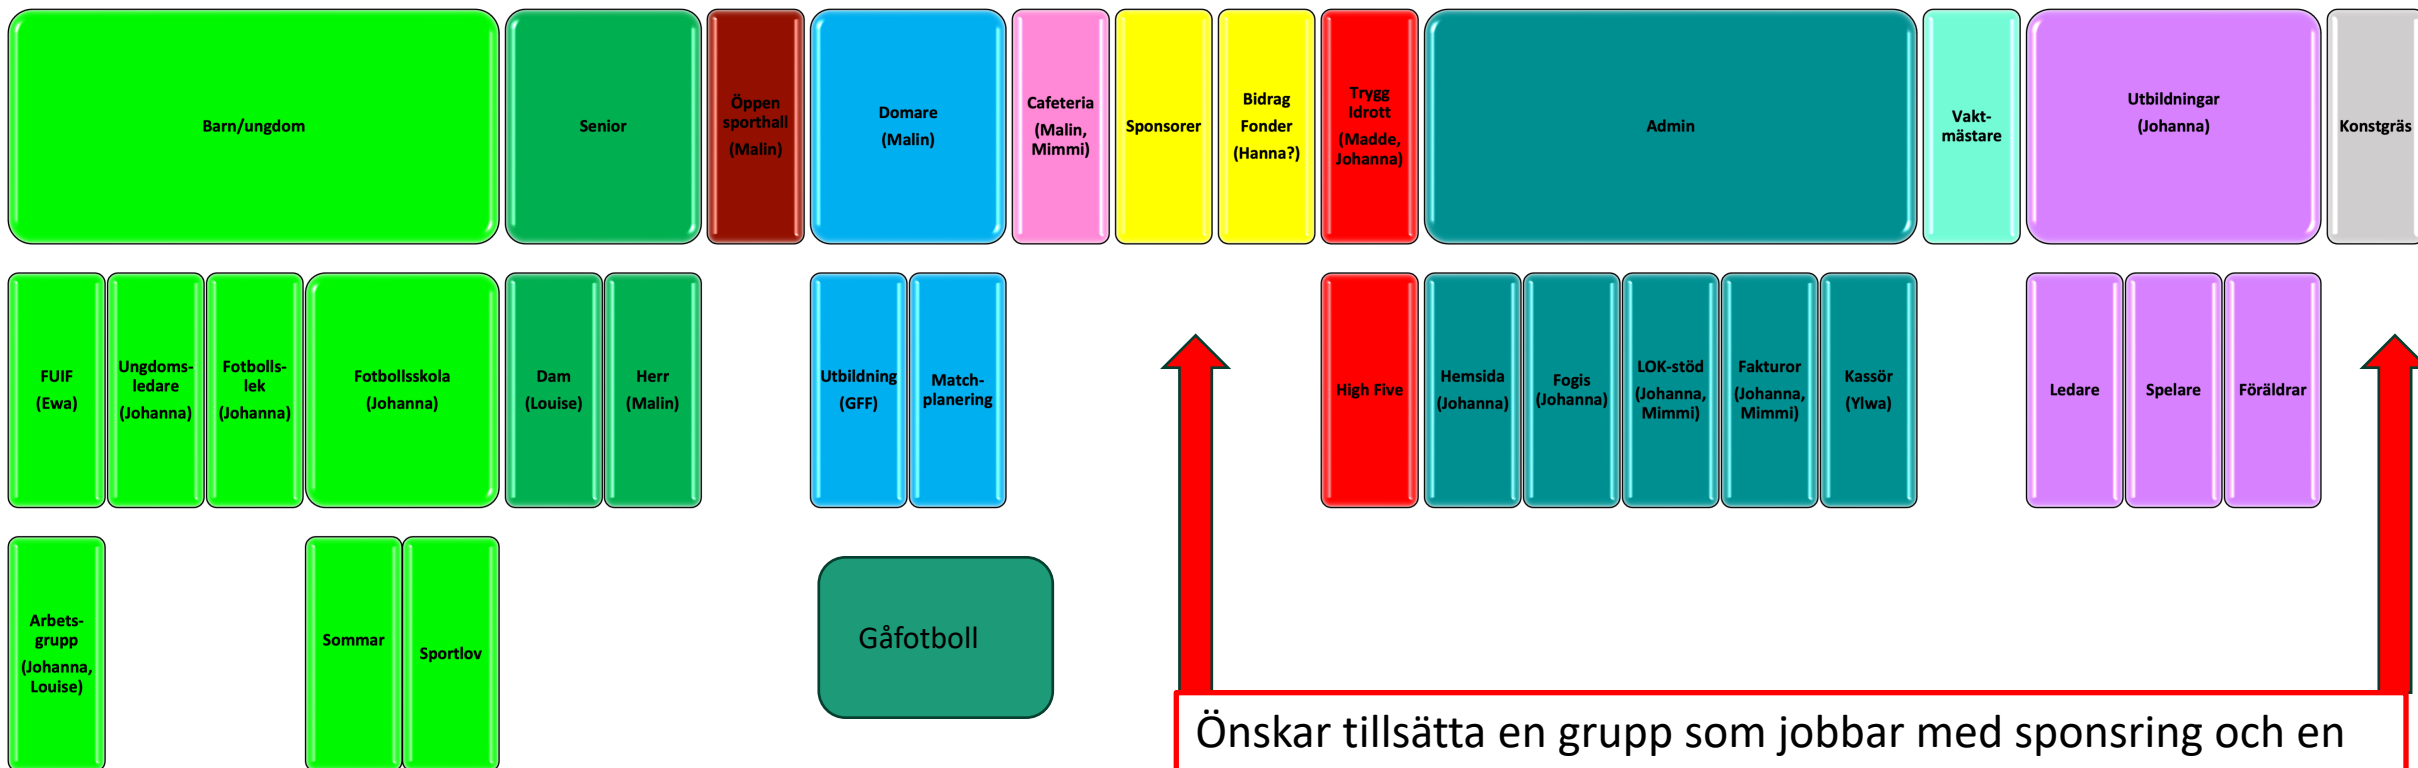 Barn/ungdom
Senior
Öppen
sporthall
(Malin)
Domare
(Malin)
Cafeteria
(Malin,
Mimmi)
Sponsorer
Bidrag
Fonder
(Hanna?)
Trygg
Idrott
(Madde,
Johanna)
Admin
Vakt-
mästare
Utbildningar
(Johanna)
Konstgräs
FUIF
(Ewa)
Ungdoms-
ledare
(Johanna)
Fotbolls-
lek
(Johanna)
Fotbollsskola
(Johanna)
Dam
(Louise)
Herr
(Malin)
Utbildning
(GFF)
Match-
planering
High Five
Hemsida
(Johanna)
Fogis
(Johanna)
LOK-stöd
(Johanna,
Mimmi)
Fakturor
(Johanna,
Mimmi)
Kassör
(Ylwa)
Ledare
Spelare
Föräldrar
Arbets-
grupp
(Johanna,
Louise)
Sommar
Sportlov
Gåfotboll
Önskar tillsätta en grupp som jobbar med sponsring och en